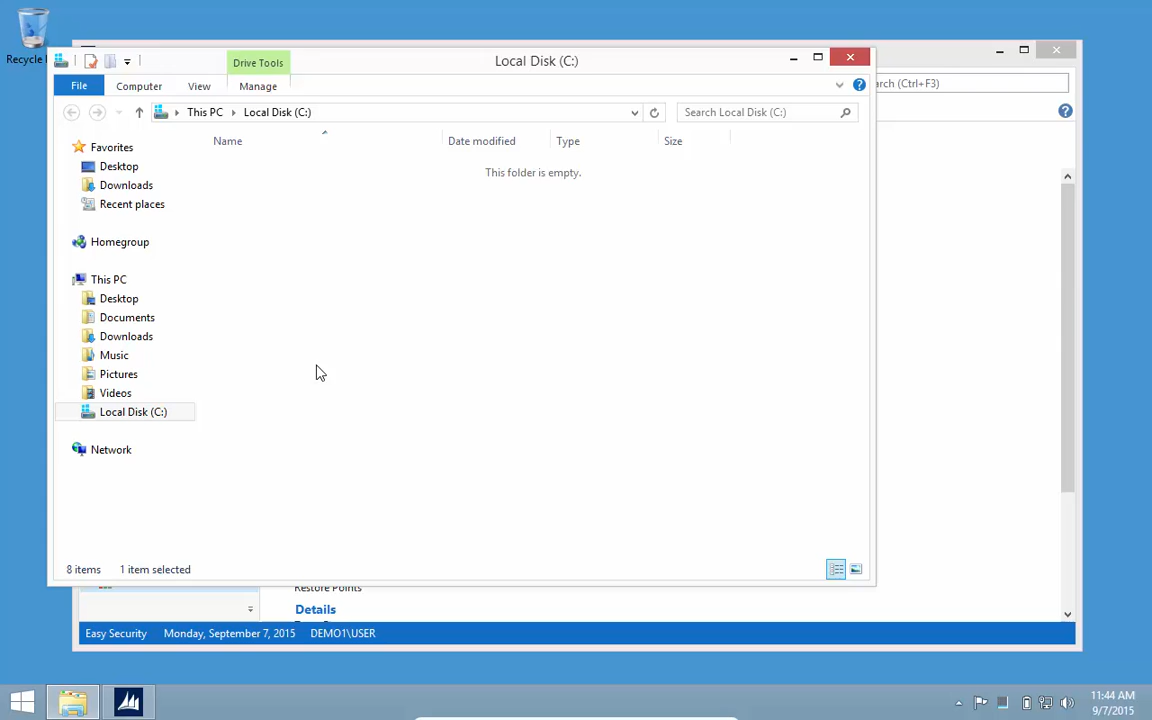 Recycle
Drive Tools
Local Disk (C:)
File
Computer
View
Manage
arch (Ctrl+F3)
This PC
Local Disk (C:)
Search Local Disk (C:)
Name
Date modified
Type
Size
This folder is empty.
Favorites
Desktop
Downloads
Recent places
Homegroup
This PC
Desktop
Documents
Downloads
Music
Pictures
Videos
Local Disk (C:)
Network
8 items
1 item selected
Restore Points
Details
Easy Security
Monday, September 7, 2015
DEMO1\USER
11:44 AM
9/7/2015